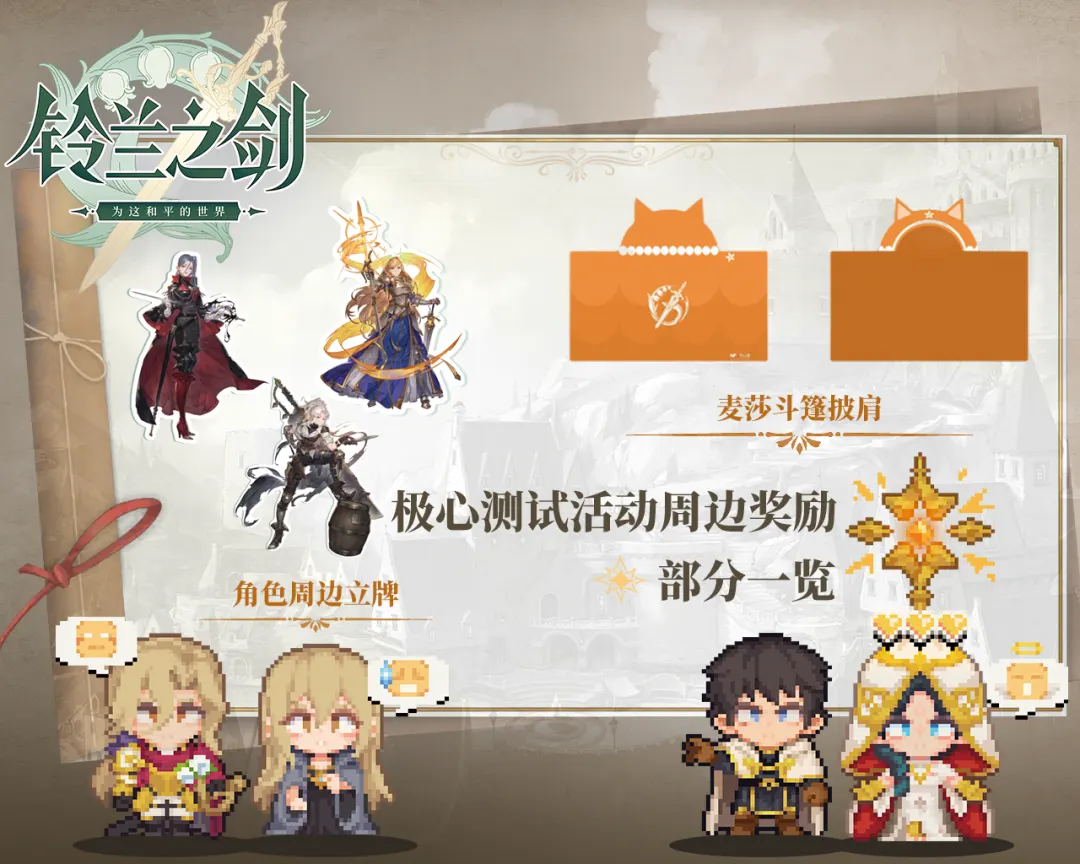 铃兰之剑
为这和平的世界
麦莎斗篷披肩
极心测试活动周边奖励
部分一览
角色周边立牌